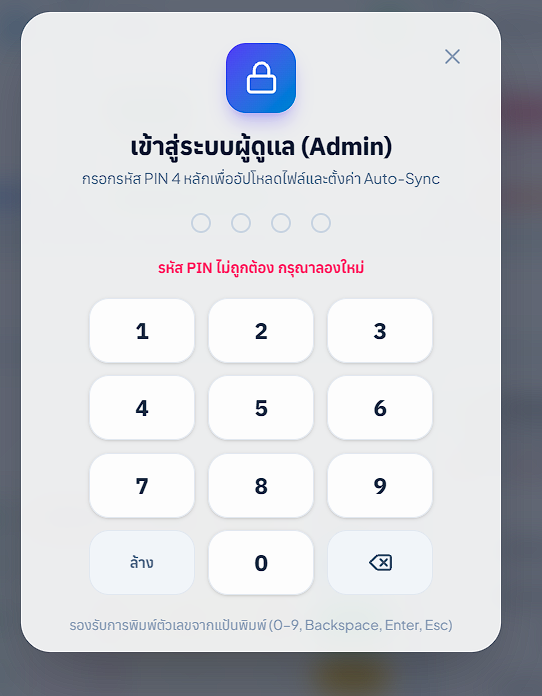 เข้าสู่ระบบผู้ดูแล (Admin)
กรอกรหัส PIN 4 หลักเพื่ออัปโหลดไฟล์และตั้งค่า Auto-Sync
รหัส PIN ไม่ถูกต้อง กรุณาลองใหม่
1 2 3
4 5 6
7 8 9
ล้าง 0
รองรับการพิมพ์ตัวเลขจากแป้นพิมพ์ (0–9, Backspace, Enter, Esc)